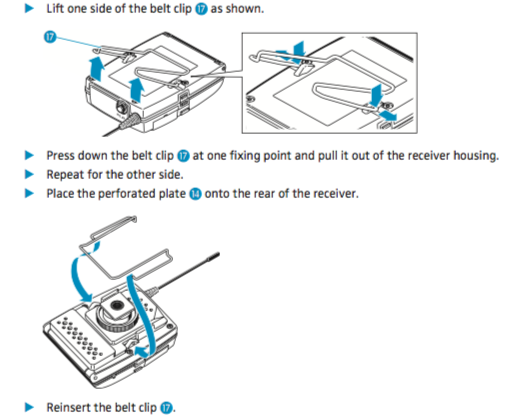 ► Lift one side of the belt clip 17 as shown.
17
► Press down the belt clip 17 at one fixing point and pull it out of the receiver housing.
► Repeat for the other side.
► Place the perforated plate 14 onto the rear of the receiver.
► Reinsert the belt clip 17.